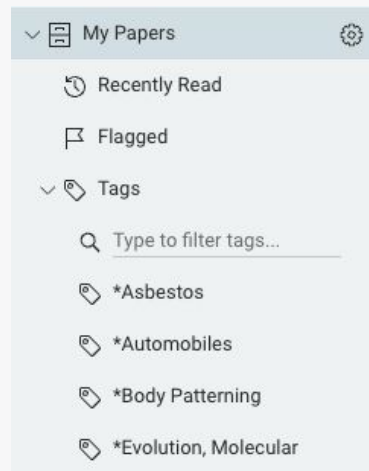 My Papers
Recently Read
Flagged
Tags
Type to filter tags...
*Asbestos
*Automobiles
*Body Patterning
*Evolution, Molecular